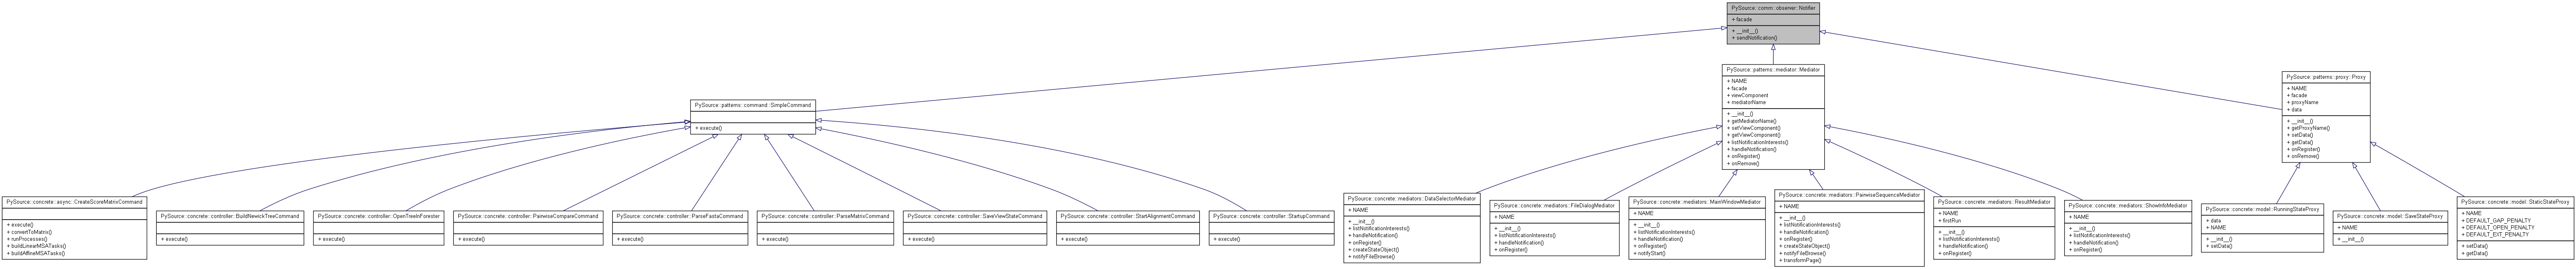 PySource::comm::observer::Notifier
+ facade
+ __init__()
+ sendNotification()
PySource::patterns::mediator::Mediator
+ NAME
+ facade
+ viewComponent
+ mediatorName
+ __init__()
+ getMediatorName()
+ setViewComponent()
+ getViewComponent()
+ listNotificationInterests()
+ handleNotification()
+ onRegister()
+ onRemove()
PySource::patterns::proxy::Proxy
+ NAME
+ facade
+ proxyName
+ data
+ __init__()
+ getProxyName()
+ setData()
+ getData()
+ onRegister()
+ onRemove()
PySource::patterns::command::SimpleCommand
+ execute()
PySource::concrete::async::CreateScoreMatrixCommand
+ execute()
+ convertToMatrix()
+ runProcesses()
+ buildLinearMSATasks()
+ buildAffineMSATasks()
PySource::concrete::controller::BuildNewickTreeCommand
+ execute()
PySource::concrete::controller::OpenTreeInForester
+ execute()
PySource::concrete::controller::PairwiseCompareCommand
+ execute()
PySource::concrete::controller::ParseFastaCommand
+ execute()
PySource::concrete::controller::ParseMatrixCommand
+ execute()
PySource::concrete::controller::SaveViewStateCommand
+ execute()
PySource::concrete::controller::StartAlignmentCommand
+ execute()
PySource::concrete::controller::StartupCommand
+ execute()
PySource::concrete::mediators::DataSelectorMediator
+ NAME
+ __init__()
+ listNotificationInterests()
+ handleNotification()
+ onRegister()
+ createStateObject()
+ notifyFileBrowse()
PySource::concrete::mediators::FileDialogMediator
+ NAME
+ __init__()
+ listNotificationInterests()
+ handleNotification()
+ onRegister()
PySource::concrete::mediators::MainWindowMediator
+ NAME
+ __init__()
+ listNotificationInterests()
+ handleNotification()
+ onRegister()
+ notifyStart()
PySource::concrete::mediators::PairwiseSequenceMediator
+ NAME
+ __init__()
+ listNotificationInterests()
+ handleNotification()
+ onRegister()
+ createStateObject()
+ notifyFileBrowse()
+ transformPage()
PySource::concrete::mediators::ResultMediator
+ NAME
+ firstRun
+ __init__()
+ listNotificationInterests()
+ handleNotification()
+ onRegister()
PySource::concrete::mediators::ShowInfoMediator
+ NAME
+ __init__()
+ listNotificationInterests()
+ handleNotification()
+ onRegister()
PySource::concrete::model::RunningStateProxy
+ data
+ NAME
+ __init__()
+ setData()
PySource::concrete::model::SaveStateProxy
+ NAME
+ __init__()
PySource::concrete::model::StaticStateProxy
+ NAME
+ DEFAULT_GAP_PENALTY
+ DEFAULT_OPEN_PENALTY
+ DEFAULT_EXT_PENALTY
+ setData()
+ getData()